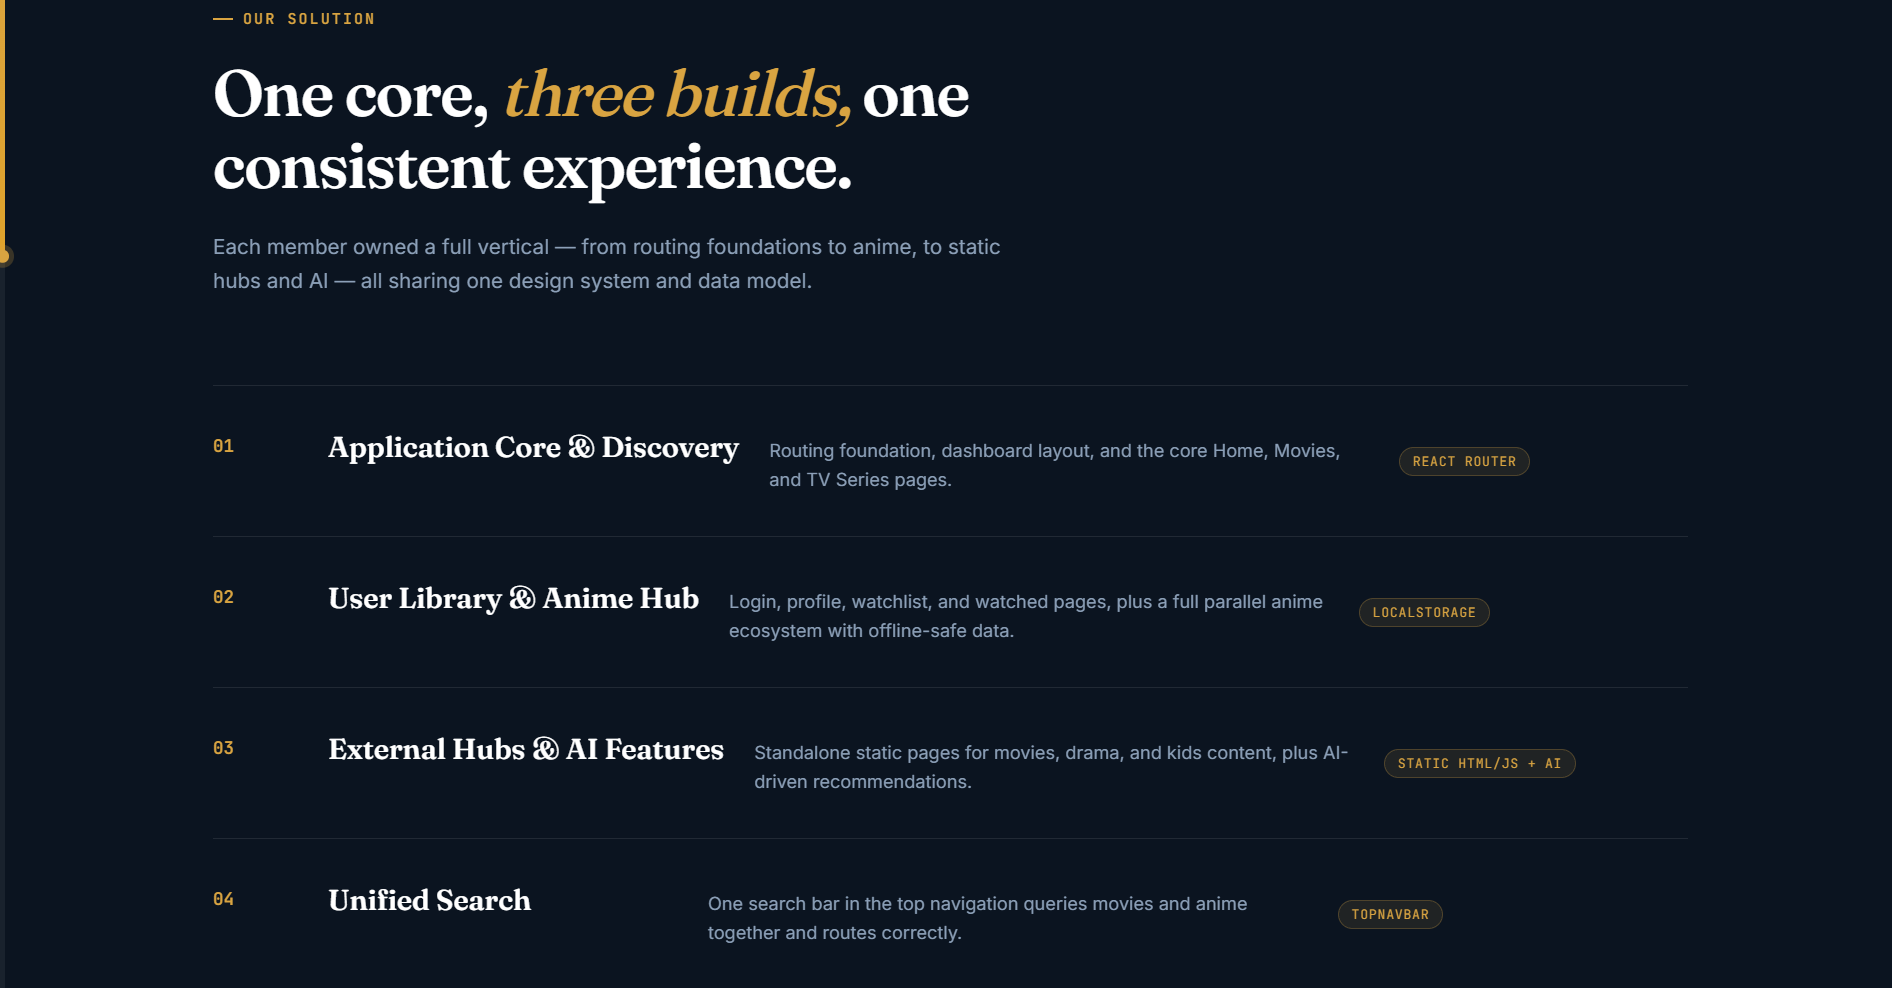 — OUR SOLUTION
One core, three builds, one
consistent experience.
Each member owned a full vertical — from routing foundations to anime, to static
hubs and AI — all sharing one design system and data model.
01
Application Core & Discovery
Routing foundation, dashboard layout, and the core Home, Movies,
and TV Series pages.
REACT ROUTER
02
User Library & Anime Hub
Login, profile, watchlist, and watched pages, plus a full parallel anime
ecosystem with offline-safe data.
LOCALSTORAGE
03
External Hubs & AI Features
Standalone static pages for movies, drama, and kids content, plus AI-
driven recommendations.
STATIC HTML/JS + AI
04
Unified Search
One search bar in the top navigation queries movies and anime
together and routes correctly.
TOPNAVBAR